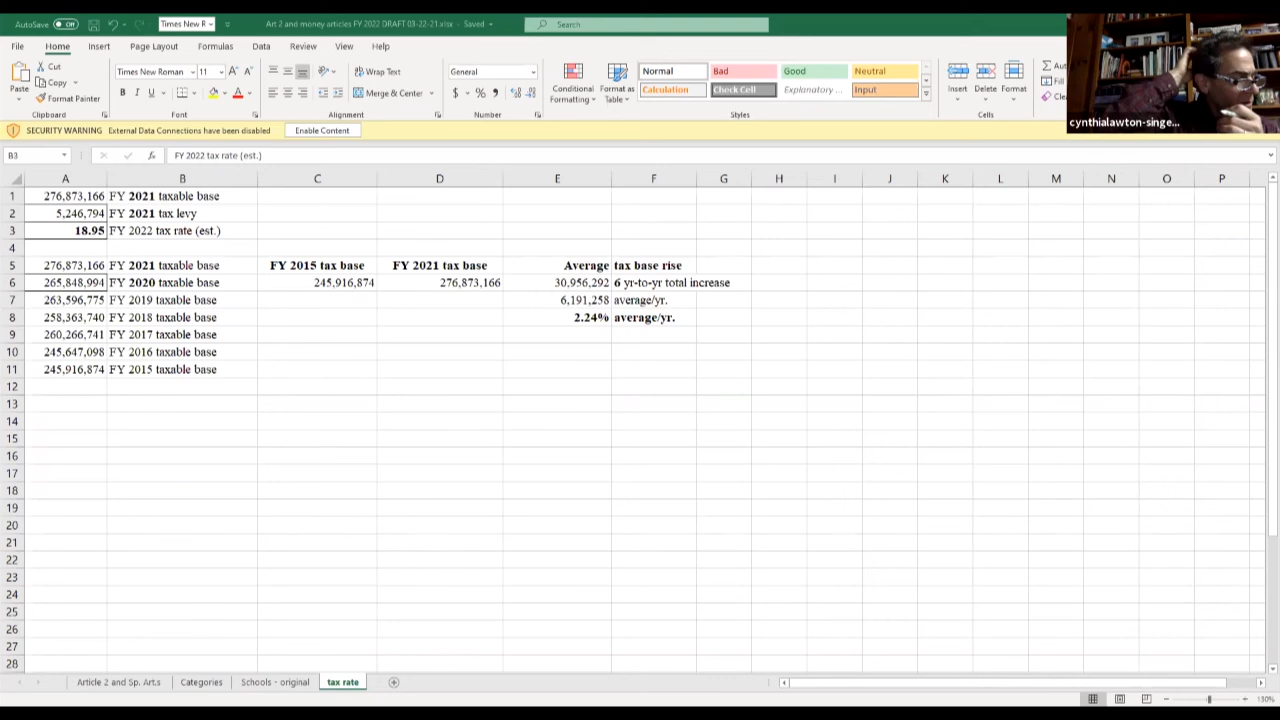 AutoSave Off Times New R Art 2 and money articles FY 2022 DRAFT 03-22-21.xlsx - Saved Search
File Home Insert Page Layout Formulas Data Review View Help
Paste Cut Copy Format Painter Clipboard
Times New Roman 11 B I U Font
Wrap Text Merge & Center Alignment
General $ % Number
Conditional Formatting Format as Table
Normal Bad Good Neutral
Calculation Check Cell Explanatory ... Input
Styles
Insert Delete Format Cells
cynthialawton-singe...
SECURITY WARNING External Data Connections have been disabled Enable Content
B3 fx FY 2022 tax rate (est.)
A B C D E F G H I J K L M N O P
1 276,873,166 FY 2021 taxable base
2 5,246,794 FY 2021 tax levy
3 18.95 FY 2022 tax rate (est.)
4
5 276,873,166 FY 2021 taxable base FY 2015 tax base FY 2021 tax base Average tax base rise
6 265,848,994 FY 2020 taxable base 245,916,874 276,873,166 30,956,292 6 yr-to-yr total increase
7 263,596,775 FY 2019 taxable base 6,191,258 average/yr.
8 258,363,740 FY 2018 taxable base 2.24% average/yr.
9 260,266,741 FY 2017 taxable base
10 245,647,098 FY 2016 taxable base
11 245,916,874 FY 2015 taxable base
12
13
14
15
16
17
18
19
20
21
22
23
24
25
26
27
28
Article 2 and Sp. Art.s Categories Schools - original tax rate
130%